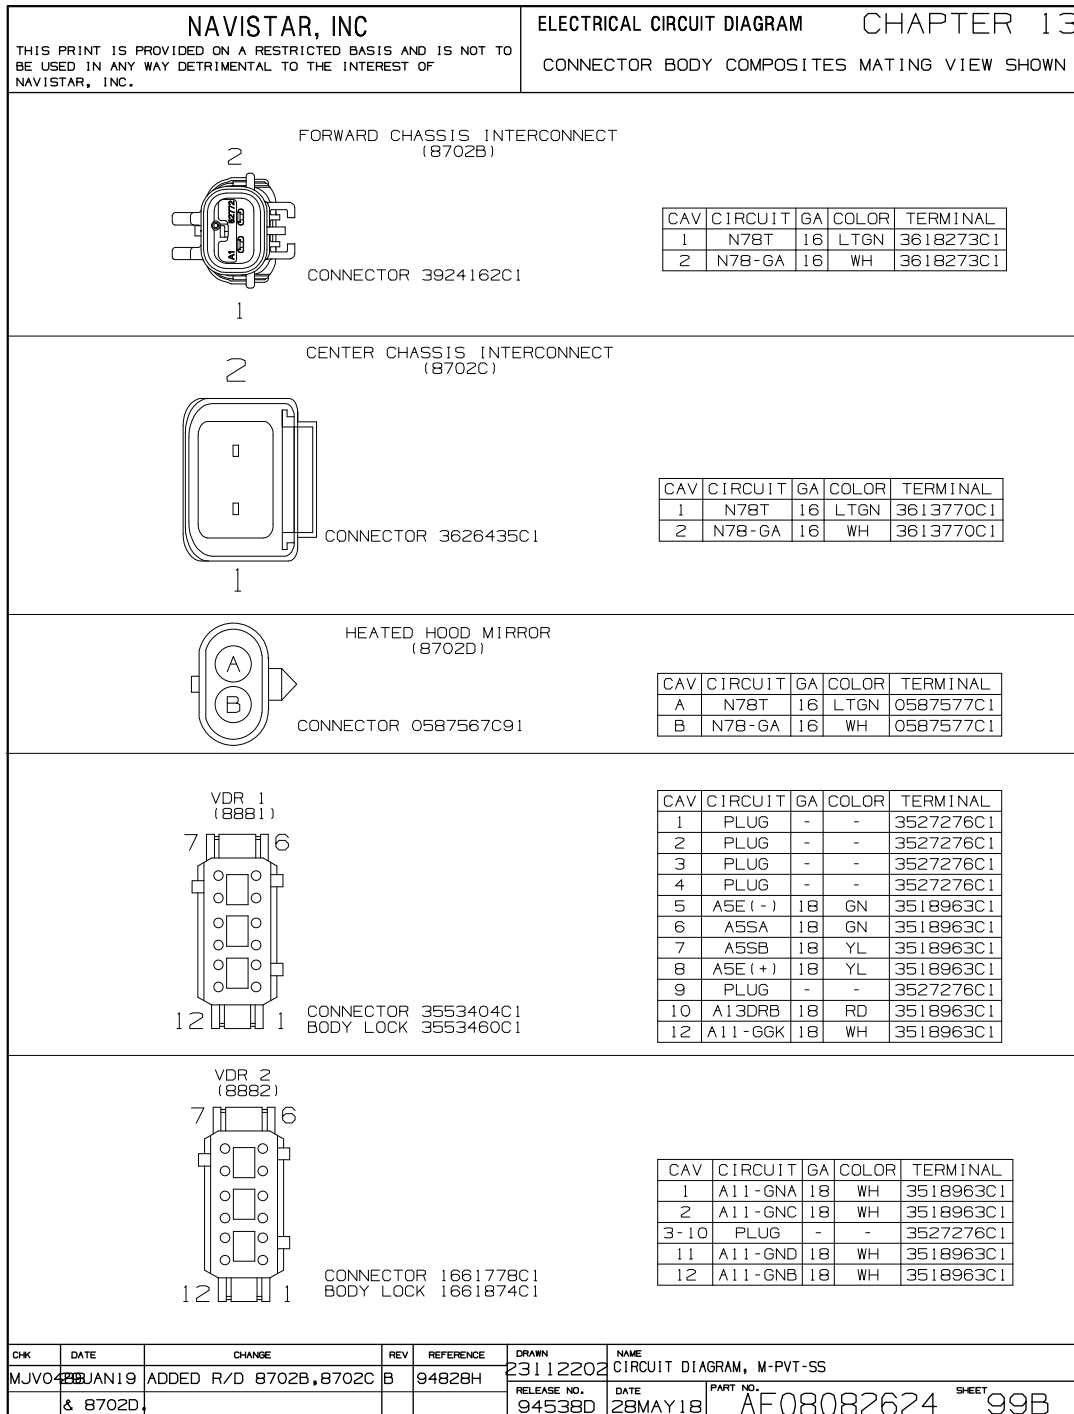 NAVISTAR, INC
THIS PRINT IS PROVIDED ON A RESTRICTED BASIS AND IS NOT TO
BE USED IN ANY WAY DETRIMENTAL TO THE INTEREST OF
NAVISTAR, INC.
ELECTRICAL CIRCUIT DIAGRAM CHAPTER 13
CONNECTOR BODY COMPOSITES MATING VIEW SHOWN
FORWARD CHASSIS INTERCONNECT
(8702B)
2
A1
1
CONNECTOR 3924162C1
CAV CIRCUIT GA COLOR TERMINAL
1 N78T 16 LTGN 3618273C1
2 N78-GA 16 WH 3618273C1
CENTER CHASSIS INTERCONNECT
(8702C)
2
1
CONNECTOR 3626435C1
CAV CIRCUIT GA COLOR TERMINAL
1 N78T 16 LTGN 3613770C1
2 N78-GA 16 WH 3613770C1
HEATED HOOD MIRROR
(8702D)
A
B
CONNECTOR 0587567C91
CAV CIRCUIT GA COLOR TERMINAL
A N78T 16 LTGN 0587577C1
B N78-GA 16 WH 0587577C1
VDR 1
(8881)
7 6
12 1
CONNECTOR 3553404C1
BODY LOCK 3553460C1
CAV CIRCUIT GA COLOR TERMINAL
1 PLUG - - 3527276C1
2 PLUG - - 3527276C1
3 PLUG - - 3527276C1
4 PLUG - - 3527276C1
5 A5E(-) 18 GN 3518963C1
6 A5SA 18 GN 3518963C1
7 A5SB 18 YL 3518963C1
8 A5E(+) 18 YL 3518963C1
9 PLUG - - 3527276C1
10 A13DRB 18 RD 3518963C1
12 A11-GGK 18 WH 3518963C1
VDR 2
(8882)
7 6
12 1
CONNECTOR 1661778C1
BODY LOCK 1661874C1
CAV CIRCUIT GA COLOR TERMINAL
1 A11-GNA 18 WH 3518963C1
2 A11-GNC 18 WH 3518963C1
3-10 PLUG - - 3527276C1
11 A11-GND 18 WH 3518963C1
12 A11-GNB 18 WH 3518963C1
CHK DATE CHANGE REV REFERENCE
ADDED R/D 8702B,8702C B 94828H
& 8702D.
DRAWN 23112202
NAME CIRCUIT DIAGRAM, M-PVT-SS
RELEASE NO. 94538D
DATE 28MAY18
PART NO. AF08087674
SHEET 99B